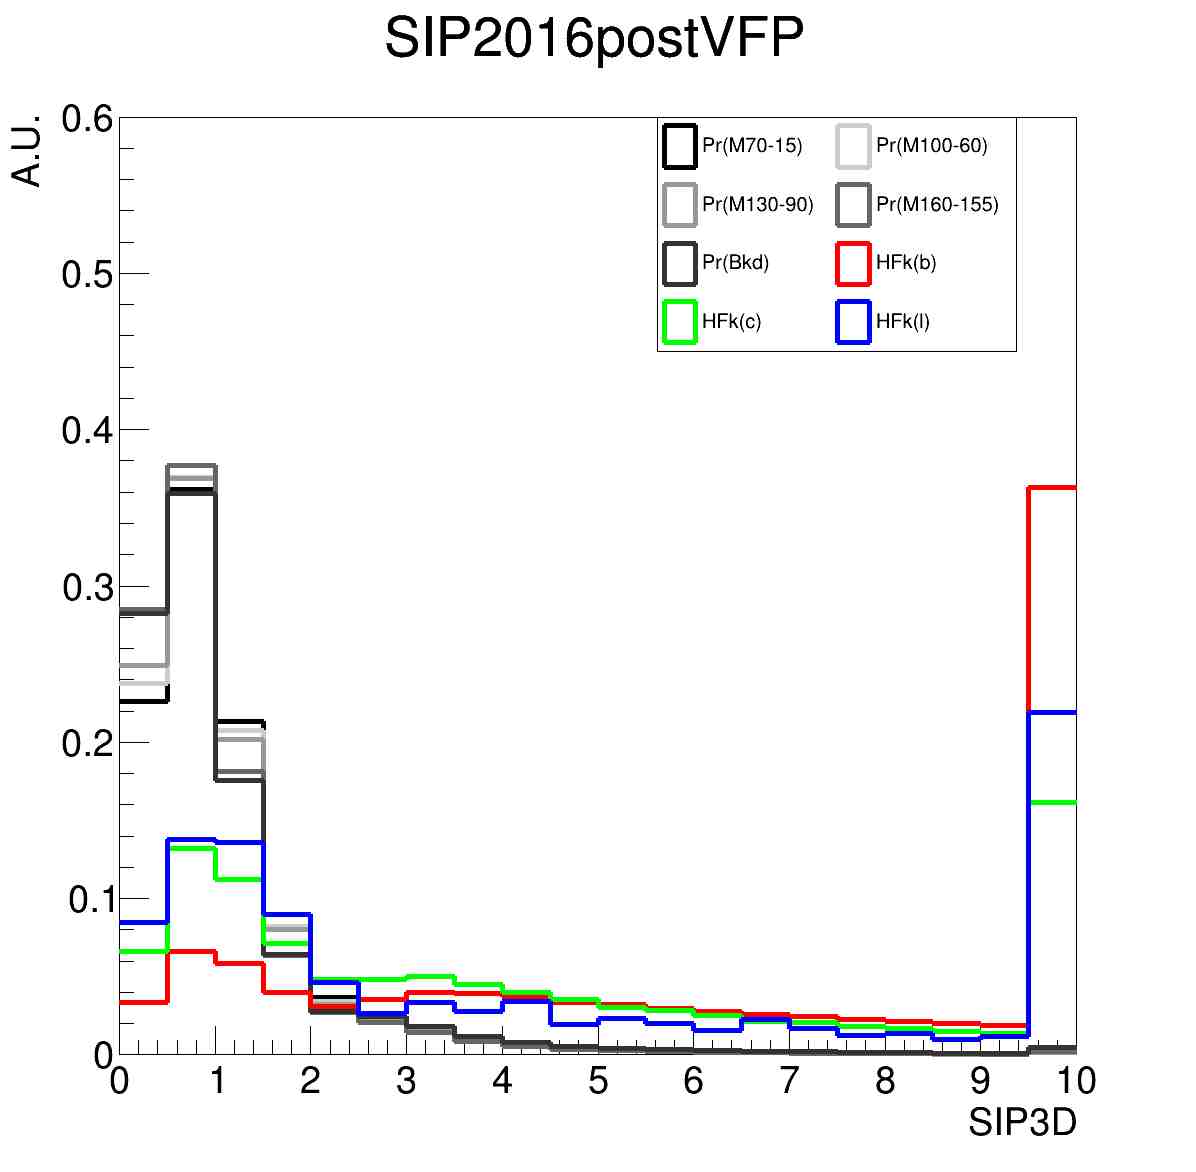 SIP2016postVFP
A.U.
0.6
0.5
0.4
0.3
0.2
0.1
0
Pr(M70-15) Pr(M100-60)
Pr(M130-90) Pr(M160-155)
Pr(Bkd) HFk(b)
HFk(c) HFk(l)
0 1 2 3 4 5 6 7 8 9 10
SIP3D